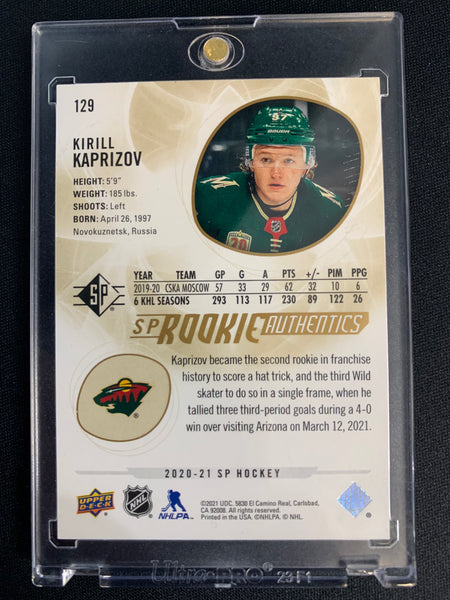 129
KIRILL
KAPRIZOV
HEIGHT: 5'9"
WEIGHT: 185 lbs.
SHOOTS: Left
BORN: April 26, 1997
Novokuznetsk, Russia
97
BAUER
SP
YEAR TEAM GP G A PTS +/- PIM PPG
2019-20 CSKA MOSCOW 57 33 29 62 32 10 6
6 KHL SEASONS 293 113 117 230 89 122 26
SP ROOKIE AUTHENTICS
Kaprizov became the second rookie in franchise
history to score a hat trick, and the third Wild
skater to do so in a single frame, when he
tallied three third-period goals during a 4-0
win over visiting Arizona on March 12, 2021.
2020-21 SP HOCKEY
UPPER DECK
NHL
NHLPA
©2021 UDC. 5830 El Camino Real, Carlsbad,
CA 92008. All rights reserved.
Printed in the USA. ©NHLPA. © NHL.
Ultra·PRO®